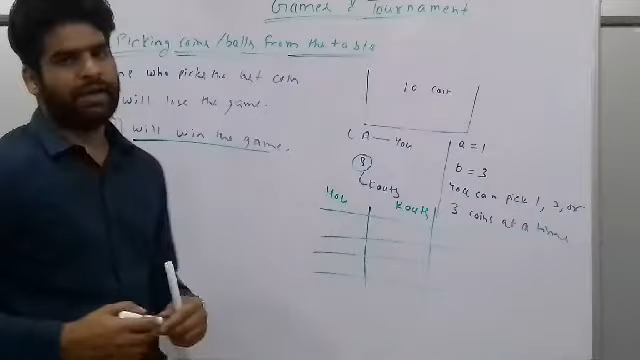 Games & Tournament
Picking coins/balls from the table
one who picks the last coin
will lose the game.
will win the game.
10 coin
A — You
B
You
a = 1
b = 3
You can pick 1, 2, or
3 coins at a time